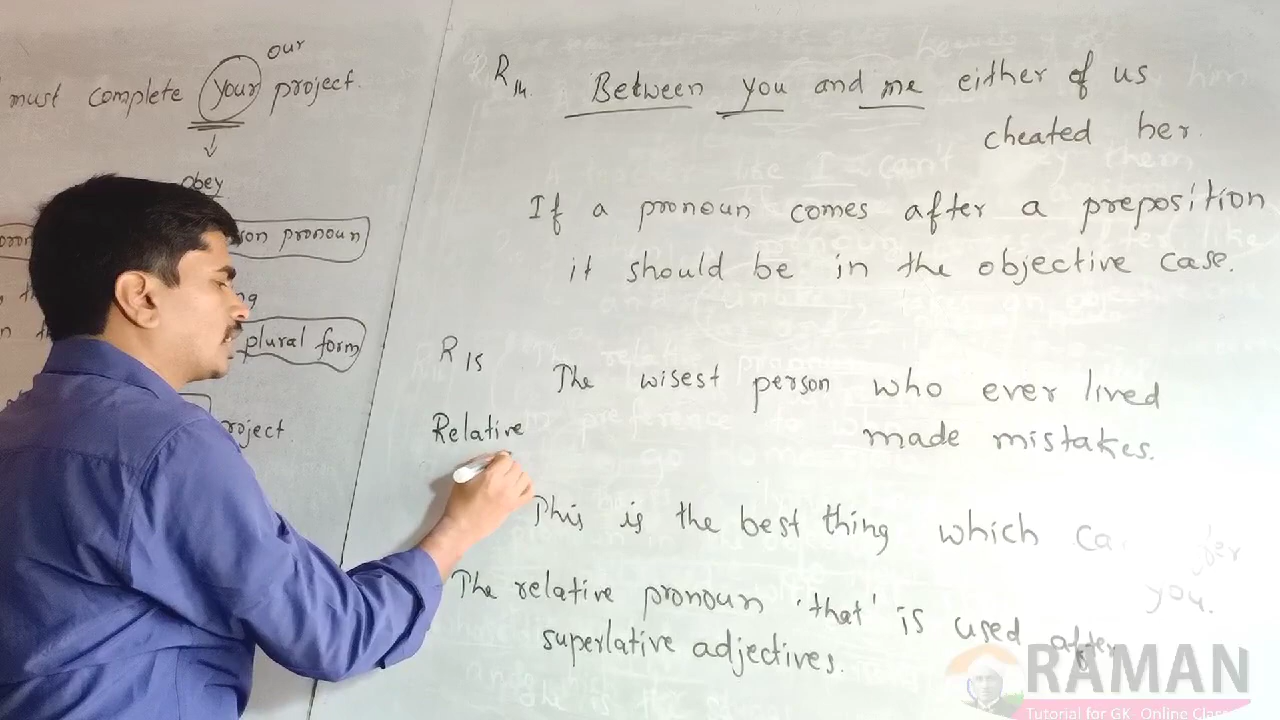 our
must complete your project.
obey
son pronoun
plural form
roject.
R14. Between you and me either of us
cheated her.
If a pronoun comes after a preposition
it should be in the objective case.
R15 The wisest person who ever lived
made mistakes.
Relative
This is the best thing which
you.
The relative pronoun 'that' is used after
superlative adjectives.
RAMAN
Tutorial for GK- Online Class